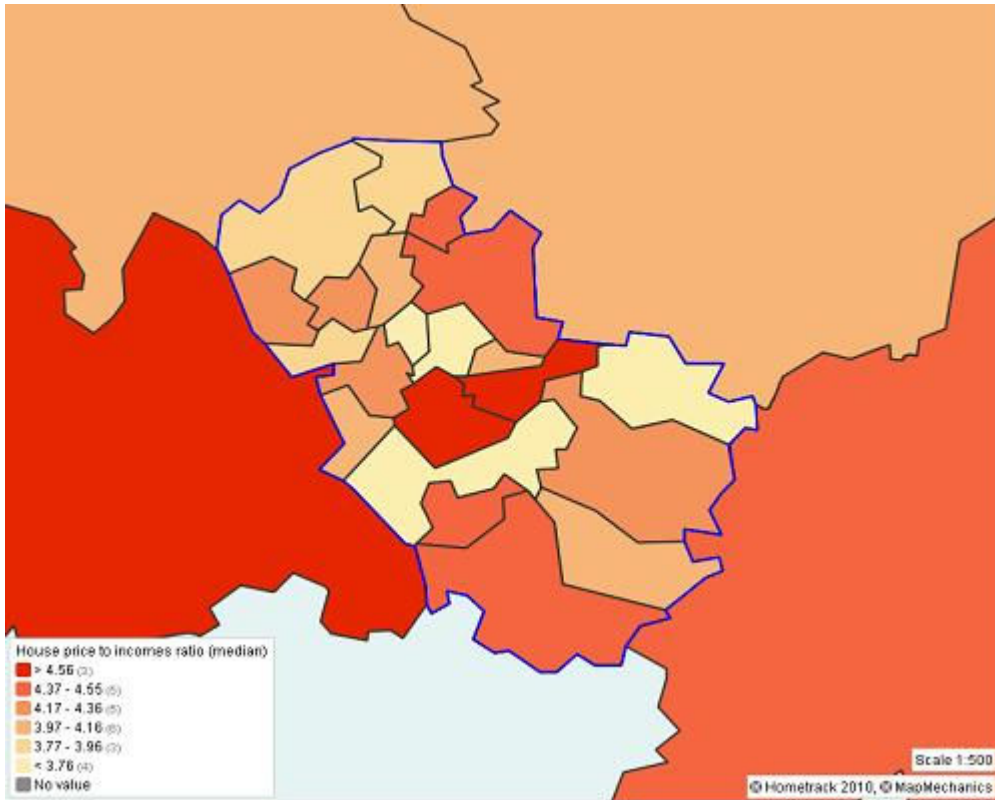 House price to incomes ratio (median)
> 4.56 (3)
4.37 - 4.55 (5)
4.17 - 4.36 (5)
3.97 - 4.16 (6)
3.77 - 3.96 (3)
< 3.76 (4)
No value
Scale 1:500
© Hometrack 2010, © MapMechanics